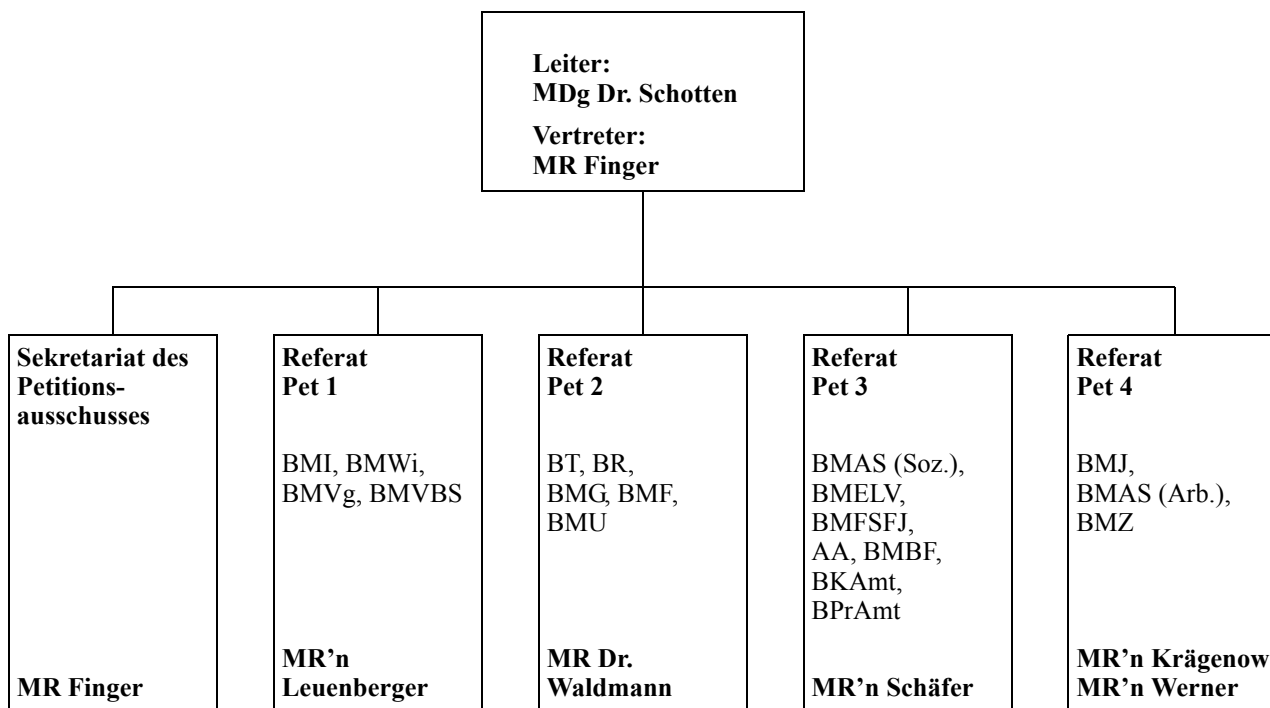 Leiter:
MDg Dr. Schotten
Vertreter:
MR Finger
Sekretariat des
Petitions-
ausschusses
MR Finger
Referat
Pet 1
BMI, BMWi,
BMVg, BMVBS
MR’n
Leuenberger
Referat
Pet 2
BT, BR,
BMG, BMF,
BMU
MR Dr.
Waldmann
Referat
Pet 3
BMAS (Soz.),
BMELV,
BMFSFJ,
AA, BMBF,
BKAmt,
BPrAmt
MR’n Schäfer
Referat
Pet 4
BMJ,
BMAS (Arb.),
BMZ
MR’n Krägenow
MR’n Werner